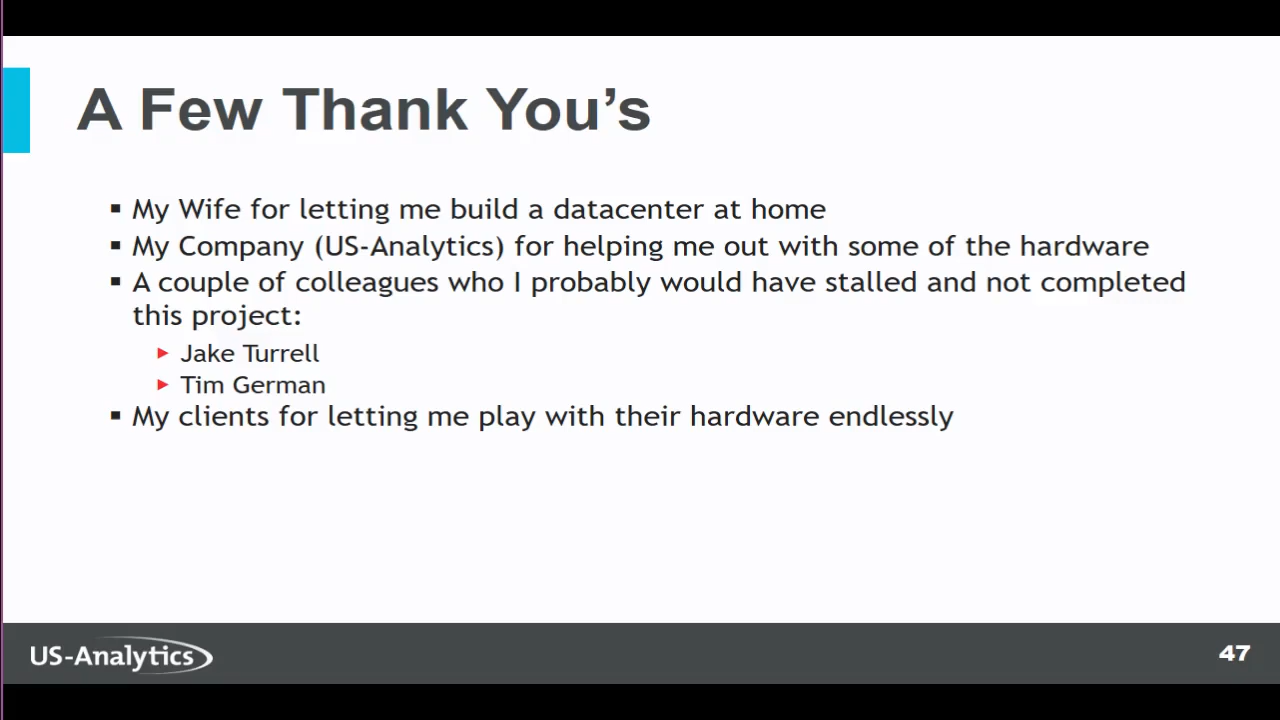 A Few Thank You’s
▪ My Wife for letting me build a datacenter at home
▪ My Company (US-Analytics) for helping me out with some of the hardware
▪ A couple of colleagues who I probably would have stalled and not completed
this project:
► Jake Turrell
► Tim German
▪ My clients for letting me play with their hardware endlessly
US-Analytics
47